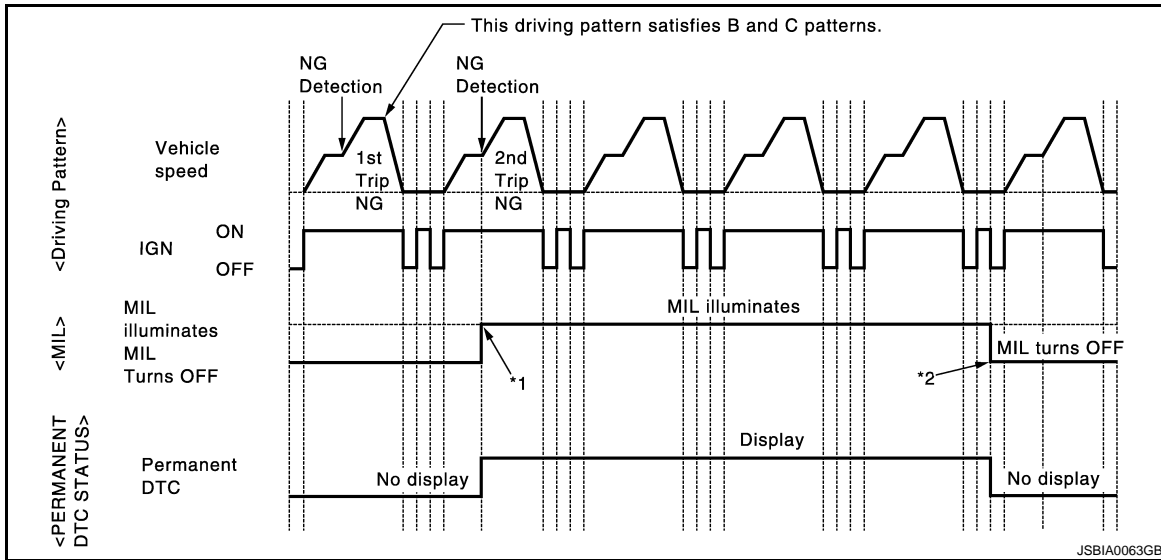 This driving pattern satisfies B and C patterns.
NG
Detection
NG
Detection
<Driving Pattern>
Vehicle
speed
1st
Trip
NG
2nd
Trip
NG
IGN
ON
OFF
<MIL>
MIL
illuminates
MIL
Turns OFF
MIL illuminates
*1
*2
MIL turns OFF
<PERMANENT
DTC STATUS>
Permanent
DTC
No display
Display
No display
JSBIA0063GB